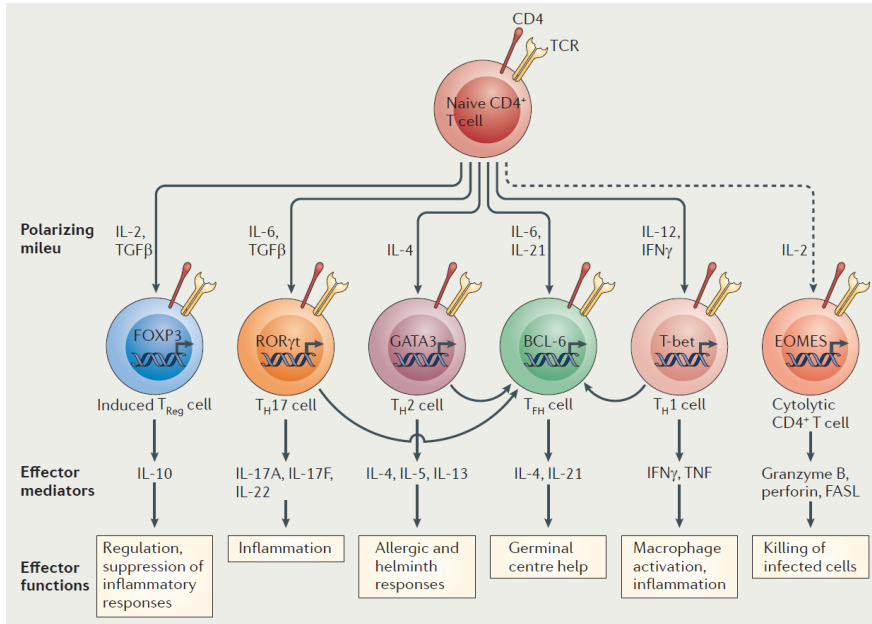 CD4
TCR
Naive CD4⁺
T cell
Polarizing
mileu
IL-2,
TGFβ
IL-6,
TGFβ
IL-4
IL-6,
IL-21
IL-12,
IFNγ
IL-2
FOXP3
RORγt
GATA3
BCL-6
T-bet
EOMES
Induced TReg cell
TH17 cell
TH2 cell
TFH cell
TH1 cell
Cytolytic
CD4⁺ T cell
Effector
mediators
IL-10
IL-17A, IL-17F,
IL-22
IL-4, IL-5, IL-13
IL-4, IL-21
IFNγ, TNF
Granzyme B,
perforin, FASL
Effector
functions
Regulation,
suppression of
inflammatory
responses
Inflammation
Allergic and
helminth
responses
Germinal
centre help
Macrophage
activation,
inflammation
Killing of
infected cells